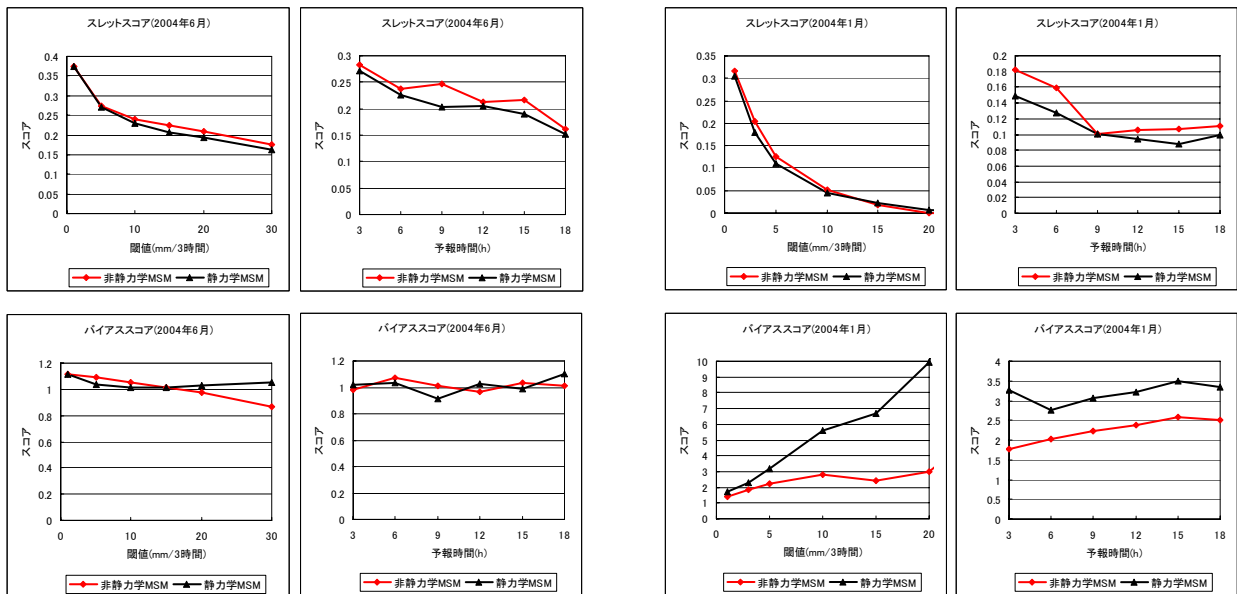 スレットスコア(2004年6月)
0.4
0.35
0.3
0.25
0.2
0.15
0.1
0.05
0
スコア
0 10 20 30
閾値(mm/3時間)
非静力学MSM 静力学MSM
スレットスコア(2004年6月)
0.3
0.25
0.2
0.15
0.1
0.05
0
スコア
3 6 9 12 15 18
予報時間(h)
非静力学MSM 静力学MSM
スレットスコア(2004年1月)
0.35
0.3
0.25
0.2
0.15
0.1
0.05
0
スコア
0 5 10 15 20
閾値(mm/3時間)
非静力学MSM 静力学MSM
スレットスコア(2004年1月)
0.2
0.18
0.16
0.14
0.12
0.1
0.08
0.06
0.04
0.02
0
スコア
3 6 9 12 15 18
予報時間(h)
非静力学MSM 静力学MSM
バイアススコア(2004年6月)
1.2
1
0.8
0.6
0.4
0.2
0
スコア
0 10 20 30
閾値(mm/3時間)
非静力学MSM 静力学MSM
バイアススコア(2004年6月)
1.2
1
0.8
0.6
0.4
0.2
0
スコア
3 6 9 12 15 18
予報時間(h)
非静力学MSM 静力学MSM
バイアススコア(2004年1月)
10
9
8
7
6
5
4
3
2
1
0
スコア
0 5 10 15 20
閾値(mm/3時間)
非静力学MSM 静力学MSM
バイアススコア(2004年1月)
4
3.5
3
2.5
2
1.5
1
0.5
0
スコア
3 6 9 12 15 18
予報時間(h)
非静力学MSM 静力学MSM